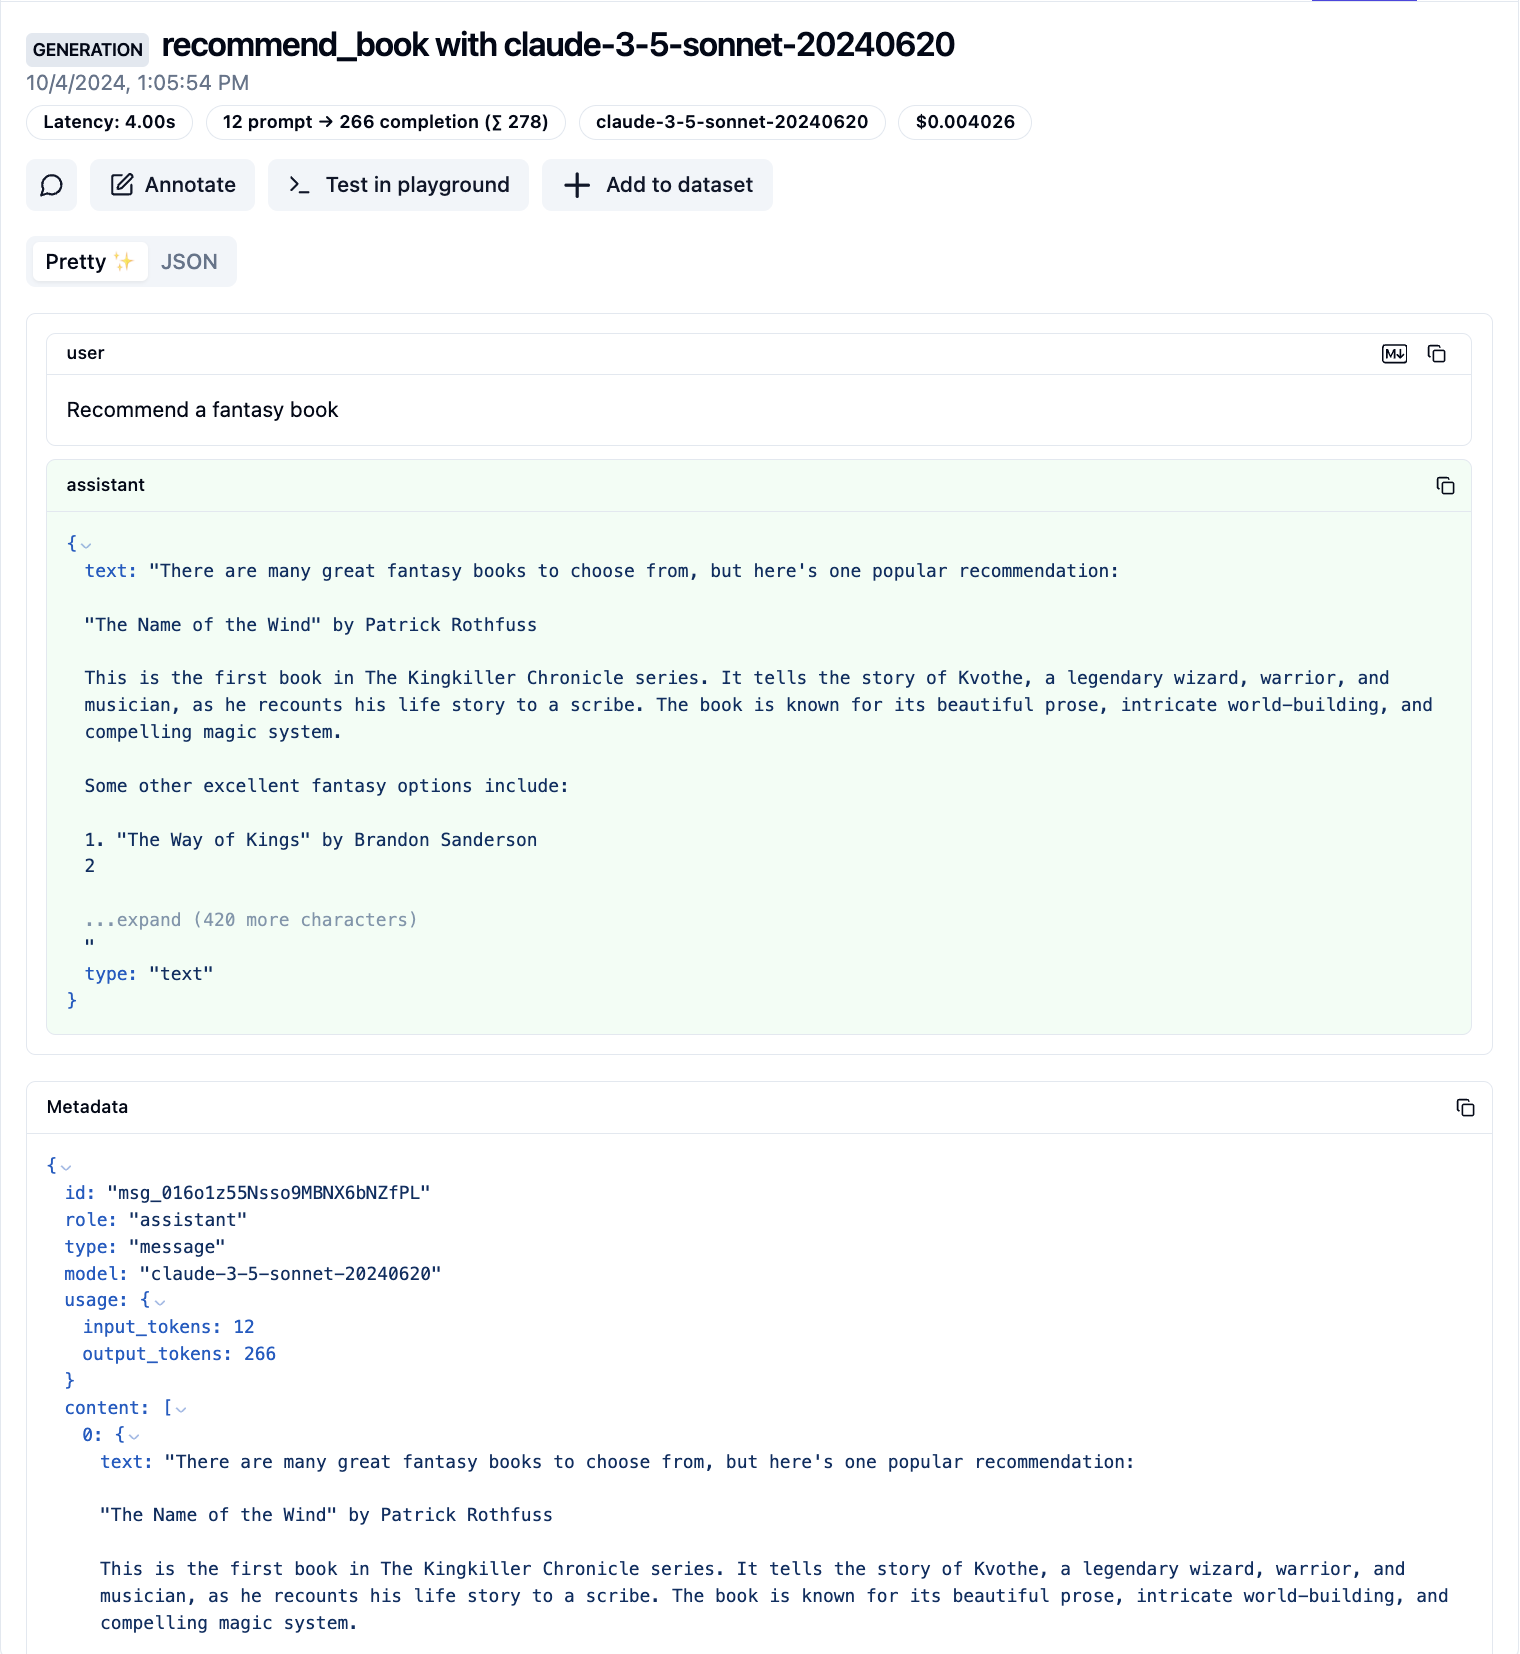 GENERATION recommend_book with claude-3-5-sonnet-20240620
10/4/2024, 1:05:54 PM
Latency: 4.00s 12 prompt → 266 completion (∑ 278) claude-3-5-sonnet-20240620 $0.004026
Annotate Test in playground Add to dataset
Pretty ✨ JSON
user M↓
Recommend a fantasy book
assistant
{
text: "There are many great fantasy books to choose from, but here's one popular recommendation:
"The Name of the Wind" by Patrick Rothfuss
This is the first book in The Kingkiller Chronicle series. It tells the story of Kvothe, a legendary wizard, warrior, and
musician, as he recounts his life story to a scribe. The book is known for its beautiful prose, intricate world-building, and
compelling magic system.
Some other excellent fantasy options include:
1. "The Way of Kings" by Brandon Sanderson
2
...expand (420 more characters)
"
type: "text"
}
Metadata
{
id: "msg_016o1z55Nsso9MBNX6bNZfPL"
role: "assistant"
type: "message"
model: "claude-3-5-sonnet-20240620"
usage: {
input_tokens: 12
output_tokens: 266
}
content: [
0: {
text: "There are many great fantasy books to choose from, but here's one popular recommendation:
"The Name of the Wind" by Patrick Rothfuss
This is the first book in The Kingkiller Chronicle series. It tells the story of Kvothe, a legendary wizard, warrior, and
musician, as he recounts his life story to a scribe. The book is known for its beautiful prose, intricate world-building, and
compelling magic system.